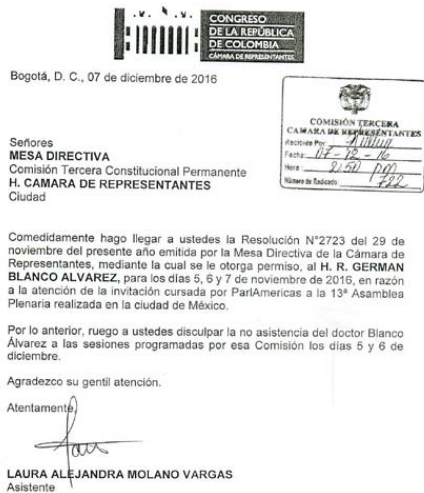 CONGRESO
DE LA REPÚBLICA
DE COLOMBIA
CÁMARA DE REPRESENTANTES
Bogotá, D. C., 07 de diciembre de 2016
COMISIÓN TERCERA
CAMARA DE REPRESENTANTES
Recibido Por
Fecha: 07-12-16
Hora: 2:50 pm
Número de Radicado 722
Señores
MESA DIRECTIVA
Comisión Tercera Constitucional Permanente
H. CAMARA DE REPRESENTANTES
Ciudad
Comedidamente hago llegar a ustedes la Resolución N°2723 del 29 de
noviembre del presente año emitida por la Mesa Directiva de la Cámara de
Representantes, mediante la cual se le otorga permiso, al H. R. GERMAN
BLANCO ALVAREZ, para los días 5, 6 y 7 de noviembre de 2016, en razón
a la atención de la invitación cursada por ParlAmericas a la 13ª Asamblea
Plenaria realizada en la ciudad de México.
Por lo anterior, ruego a ustedes disculpar la no asistencia del doctor Blanco
Álvarez a las sesiones programadas por esa Comisión los días 5 y 6 de
diciembre.
Agradezco su gentil atención.
Atentamente,
LAURA ALEJANDRA MOLANO VARGAS
Asistente